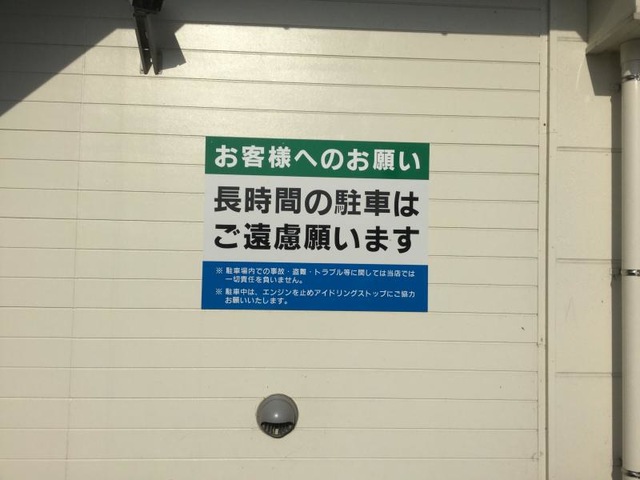 お客様へのお願い
長時間の駐車は
ご遠慮願います
※ 駐車場内での事故・盗難・トラブル等に関しては当店では
一切責任を負いません。
※ 駐車中は、エンジンを止めアイドリングストップにご協力
お願いいたします。